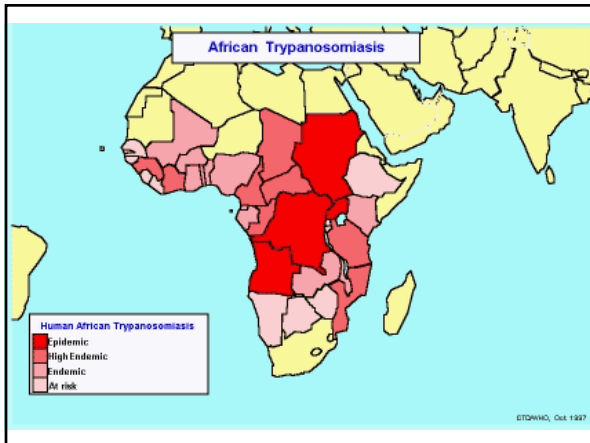 African Trypanosomiasis
Human African Trypanosomiasis
Epidemic
High Endemic
Endemic
At risk
CTD/WHO, Oct. 1997